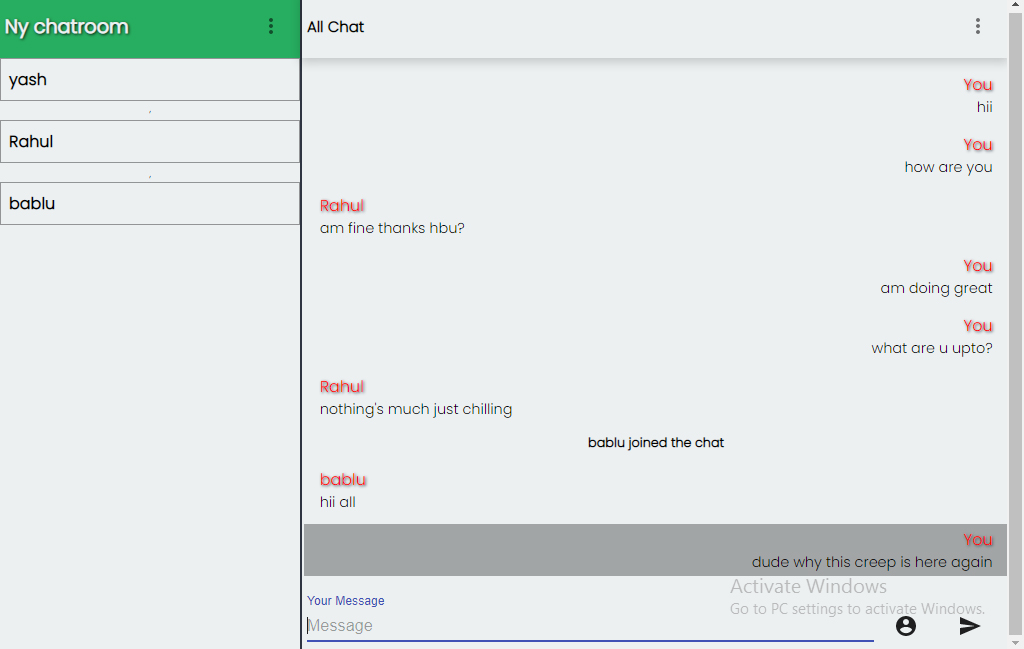 Ny chatroom
yash
,
Rahul
,
bablu
All Chat
You
hii
You
how are you
Rahul
am fine thanks hbu?
You
am doing great
You
what are u upto?
Rahul
nothing's much just chilling
bablu joined the chat
bablu
hii all
You
dude why this creep is here again
Activate Windows
Go to PC settings to activate Windows.
Your Message
Message